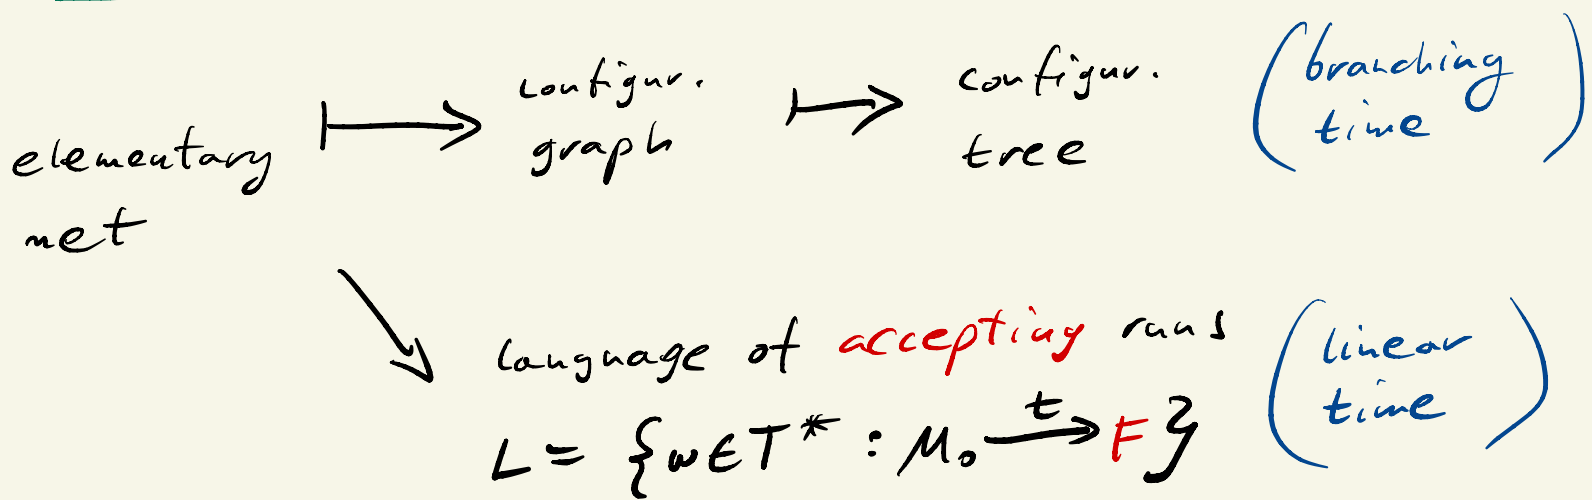 elementary net
configur. graph
configur. tree
(branching time)
language of accepting runs
(linear time)
L = {w∈T* : M₀ —t→ F}